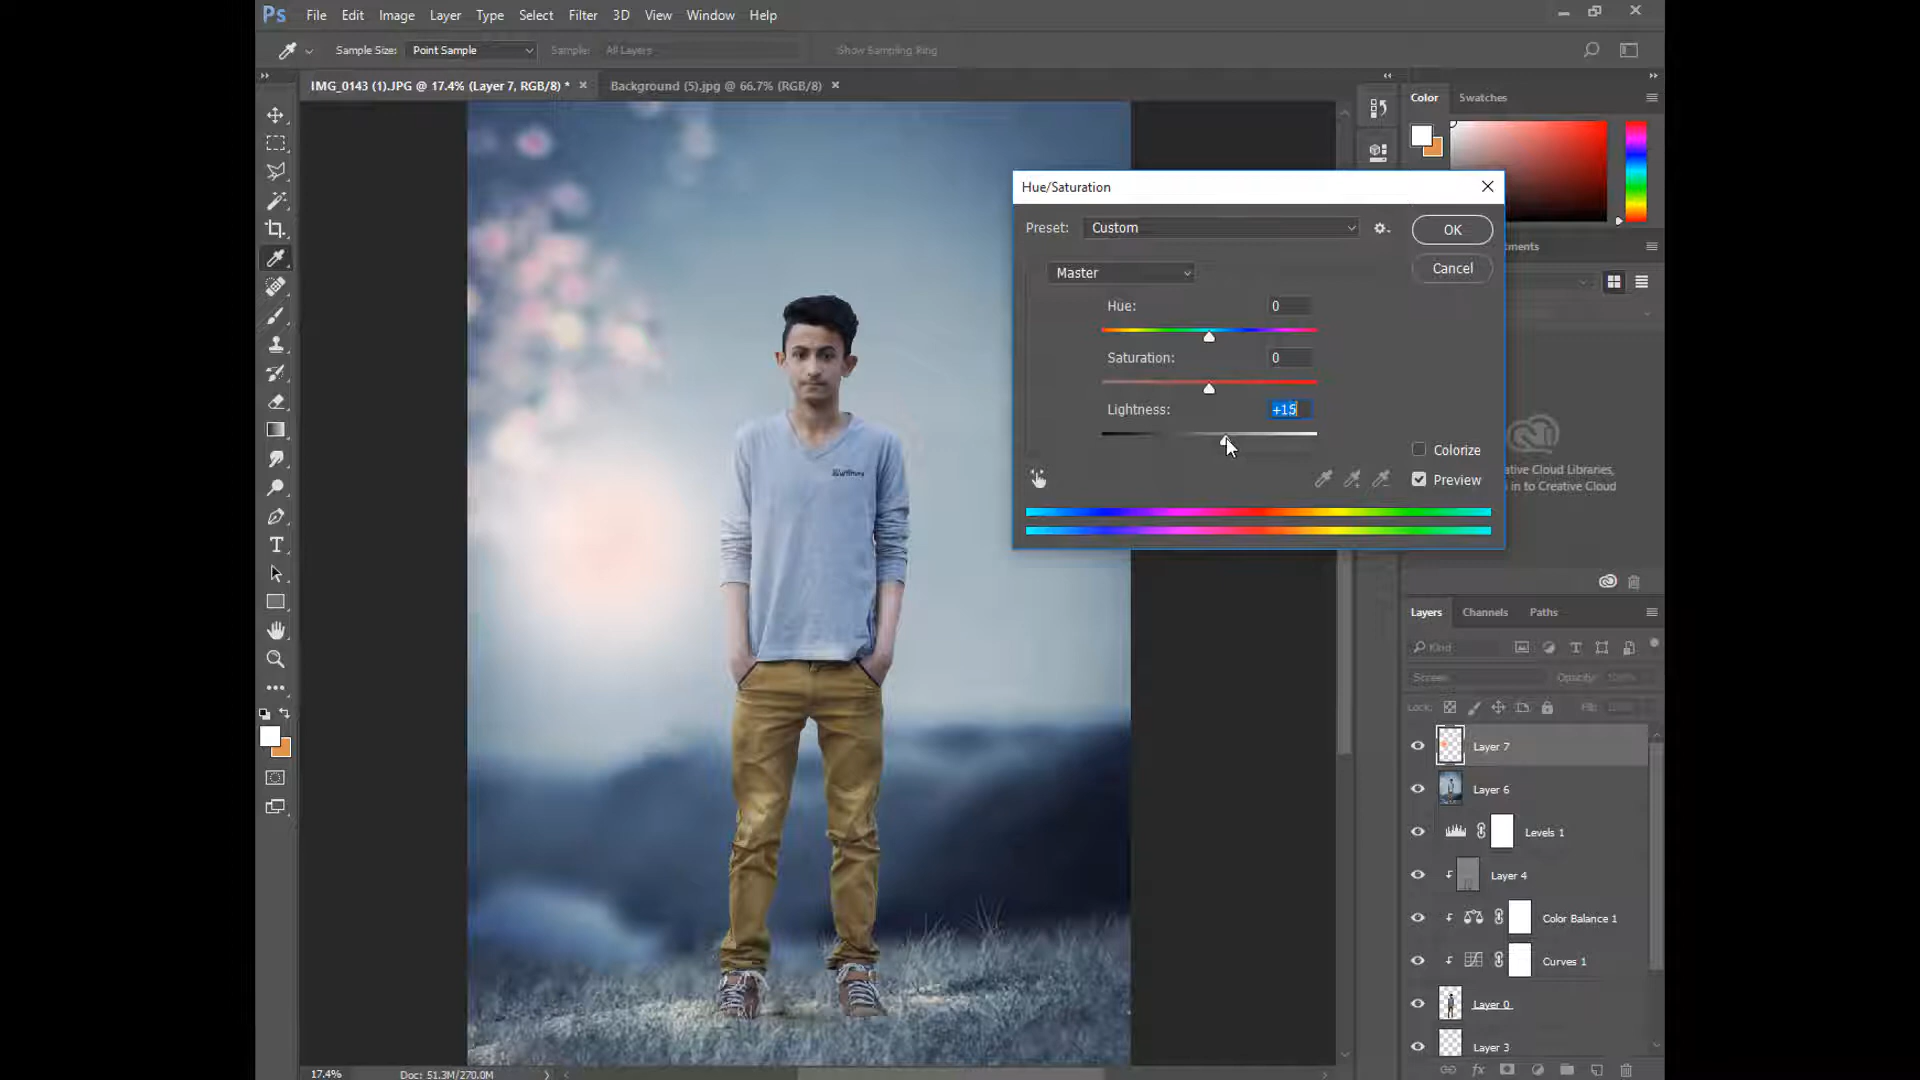 Ps File Edit Image Layer Type Select Filter 3D View Window Help
Sample Size: Point Sample Sample: All Layers Show Sampling Ring
IMG_0143 (1).JPG @ 17.4% (Layer 7, RGB/8) * Background (5).jpg @ 66.7% (RGB/8)
Color Swatches
Hue/Saturation
Preset: Custom
OK
Master
Cancel
Hue: 0
Saturation: 0
Lightness: +15
Colorize
Preview
tments
ative Cloud Libraries,
n in to Creative Cloud
Layers Channels Paths
Kind
Screen Opacity: 100%
Lock: Fill:
Layer 7
Layer 6
Levels 1
Layer 4
Color Balance 1
Curves 1
Layer 0
Layer 3
17.4% Doc: 51.3M/270.0M